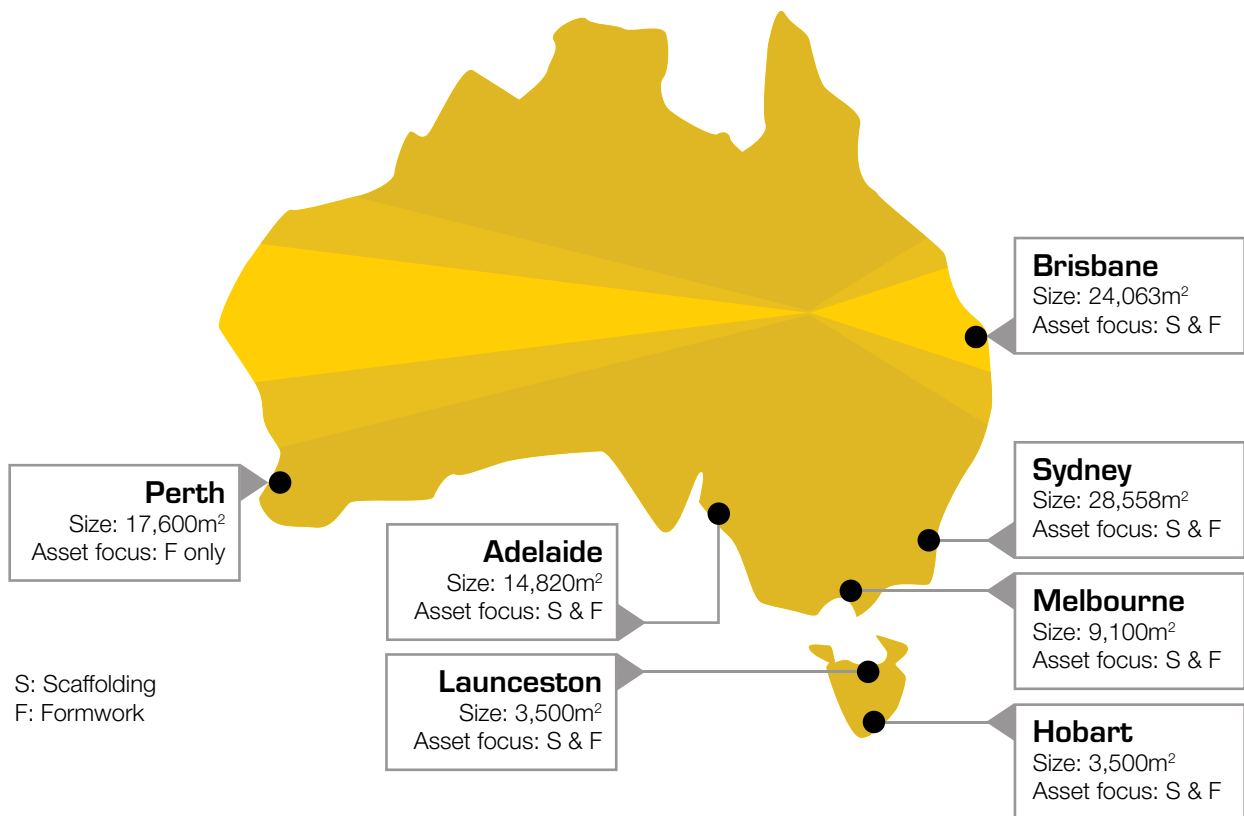 Brisbane
Size: 24,063m²
Asset focus: S & F
Sydney
Size: 28,558m²
Asset focus: S & F
Perth
Size: 17,600m²
Asset focus: F only
Adelaide
Size: 14,820m²
Asset focus: S & F
Melbourne
Size: 9,100m²
Asset focus: S & F
Launceston
Size: 3,500m²
Asset focus: S & F
Hobart
Size: 3,500m²
Asset focus: S & F
S: Scaffolding
F: Formwork